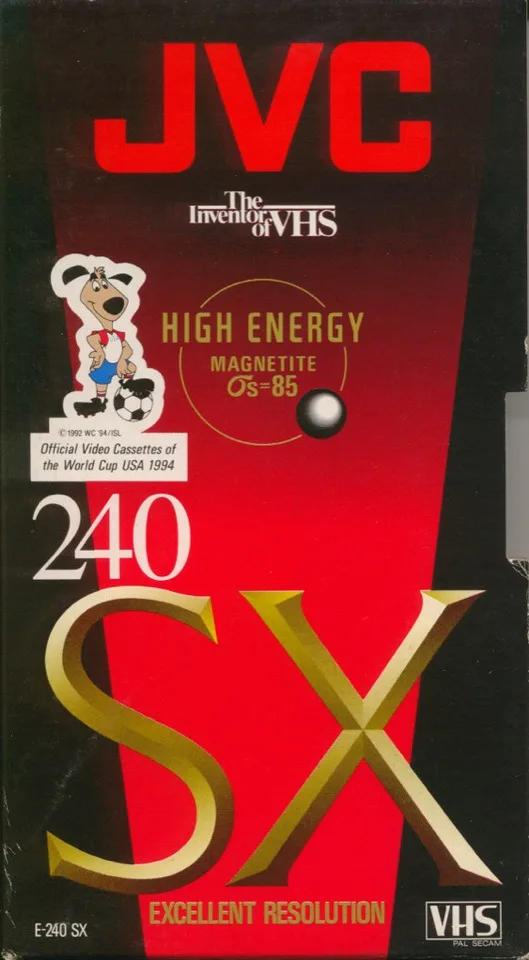 JVC
The
Inventor
of VHS
HIGH ENERGY
MAGNETITE
σs=85
©1992 WC '94/ISL
Official Video Cassettes of
the World Cup USA 1994
240
SX
EXCELLENT RESOLUTION
E-240 SX
VHS
PAL SECAM